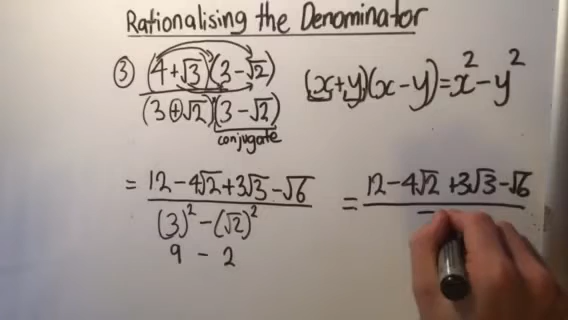 Rationalising the Denominator
③ (4+√3)(3-√2)
(3⊕√2)(3-√2)
conjugate
(x+y)(x-y)=x²-y²
= 12-4√2+3√3-√6
(3)²-(√2)²
9 - 2
= 12-4√2+3√3-√6